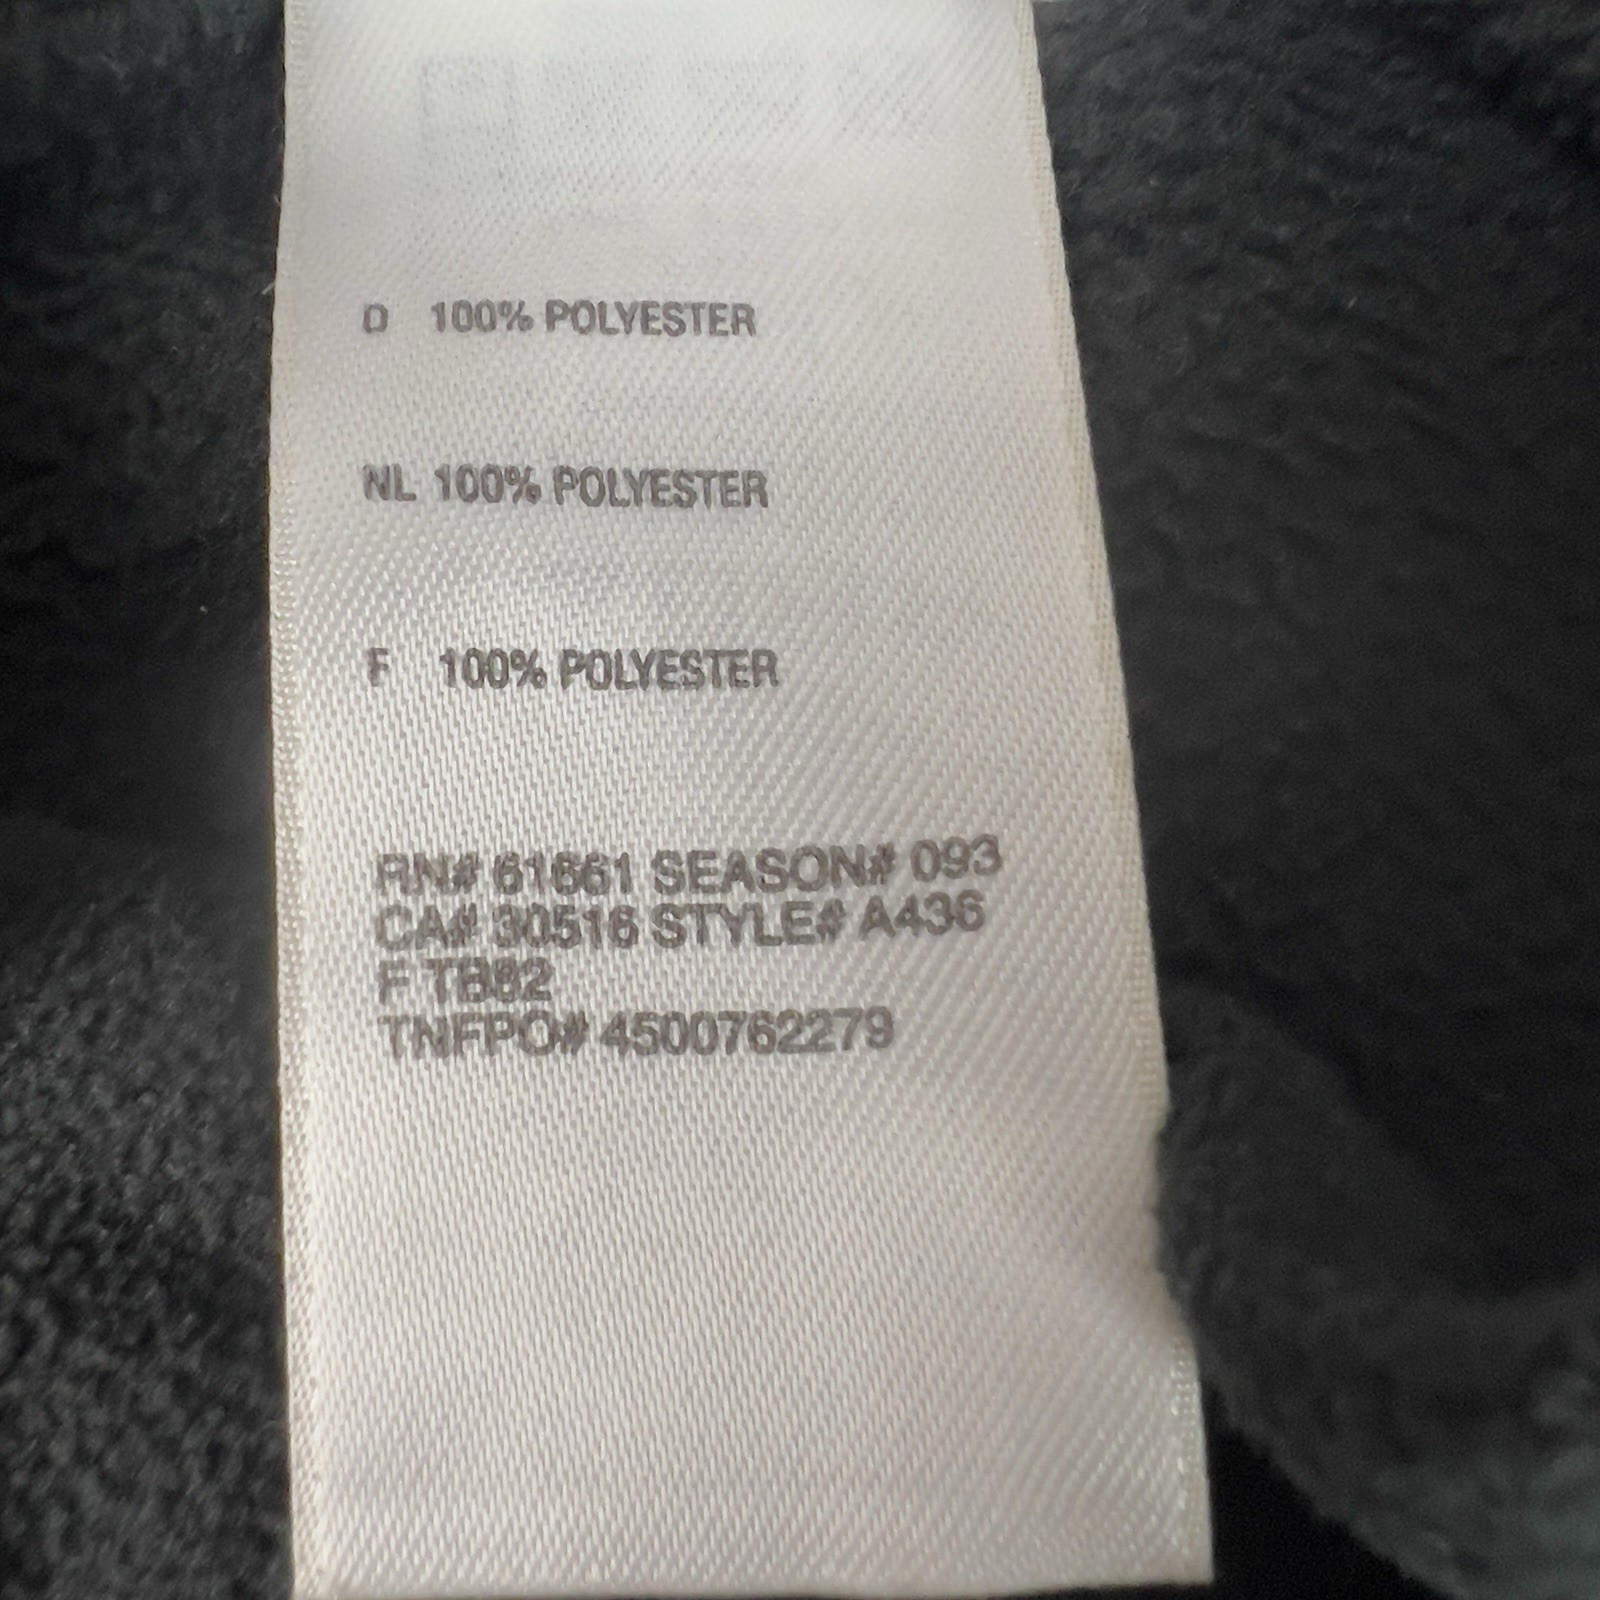 D 100% POLYESTER
NL 100% POLYESTER
F 100% POLYESTER
RN# 61661 SEASON# 093
CA# 30516 STYLE# A436
F TB82
TNFPO# 4500762279